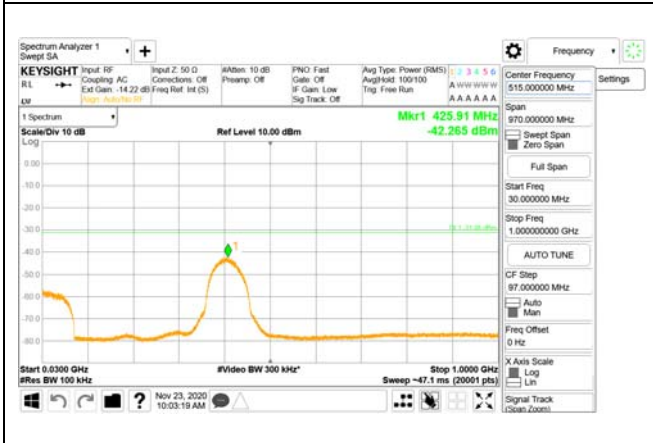 Spectrum Analyzer 1
Swept SA
+
Frequency
KEYSIGHT
Input: RF
Coupling: AC
Ext Gain: -14.22 dB
Align: Auto/No RF
Input Z: 50 Ω
Corrections: Off
Freq Ref: Int (S)
#Atten: 10 dB
Preamp: Off
PNO: Fast
Gate: Off
IF Gain: Low
Sig Track: Off
Avg Type: Power (RMS)
Avg|Hold: 100/100
Trig: Free Run
1 2 3 4 5 6
A W W W W W
A A A A A A
RL
1 Spectrum
Scale/Div 10 dB
Log
Ref Level 10.00 dBm
Mkr1 425.91 MHz
-42.265 dBm
0.00
-10.0
-20.0
-30.0
-40.0
-50.0
-60.0
-70.0
-80.0
1
Start 0.0300 GHz
#Res BW 100 kHz
#Video BW 300 kHz*
Stop 1.0000 GHz
Sweep ~47.1 ms (20001 pts)
Nov 23, 2020
10:03:19 AM
?
Center Frequency
515.000000 MHz
Settings
Span
970.000000 MHz
Swept Span
Zero Span
Full Span
Start Freq
30.000000 MHz
Stop Freq
1.000000000 GHz
AUTO TUNE
CF Step
97.000000 MHz
Auto
Man
Freq Offset
0 Hz
X Axis Scale
Log
Lin
Signal Track
(Span Zoom)